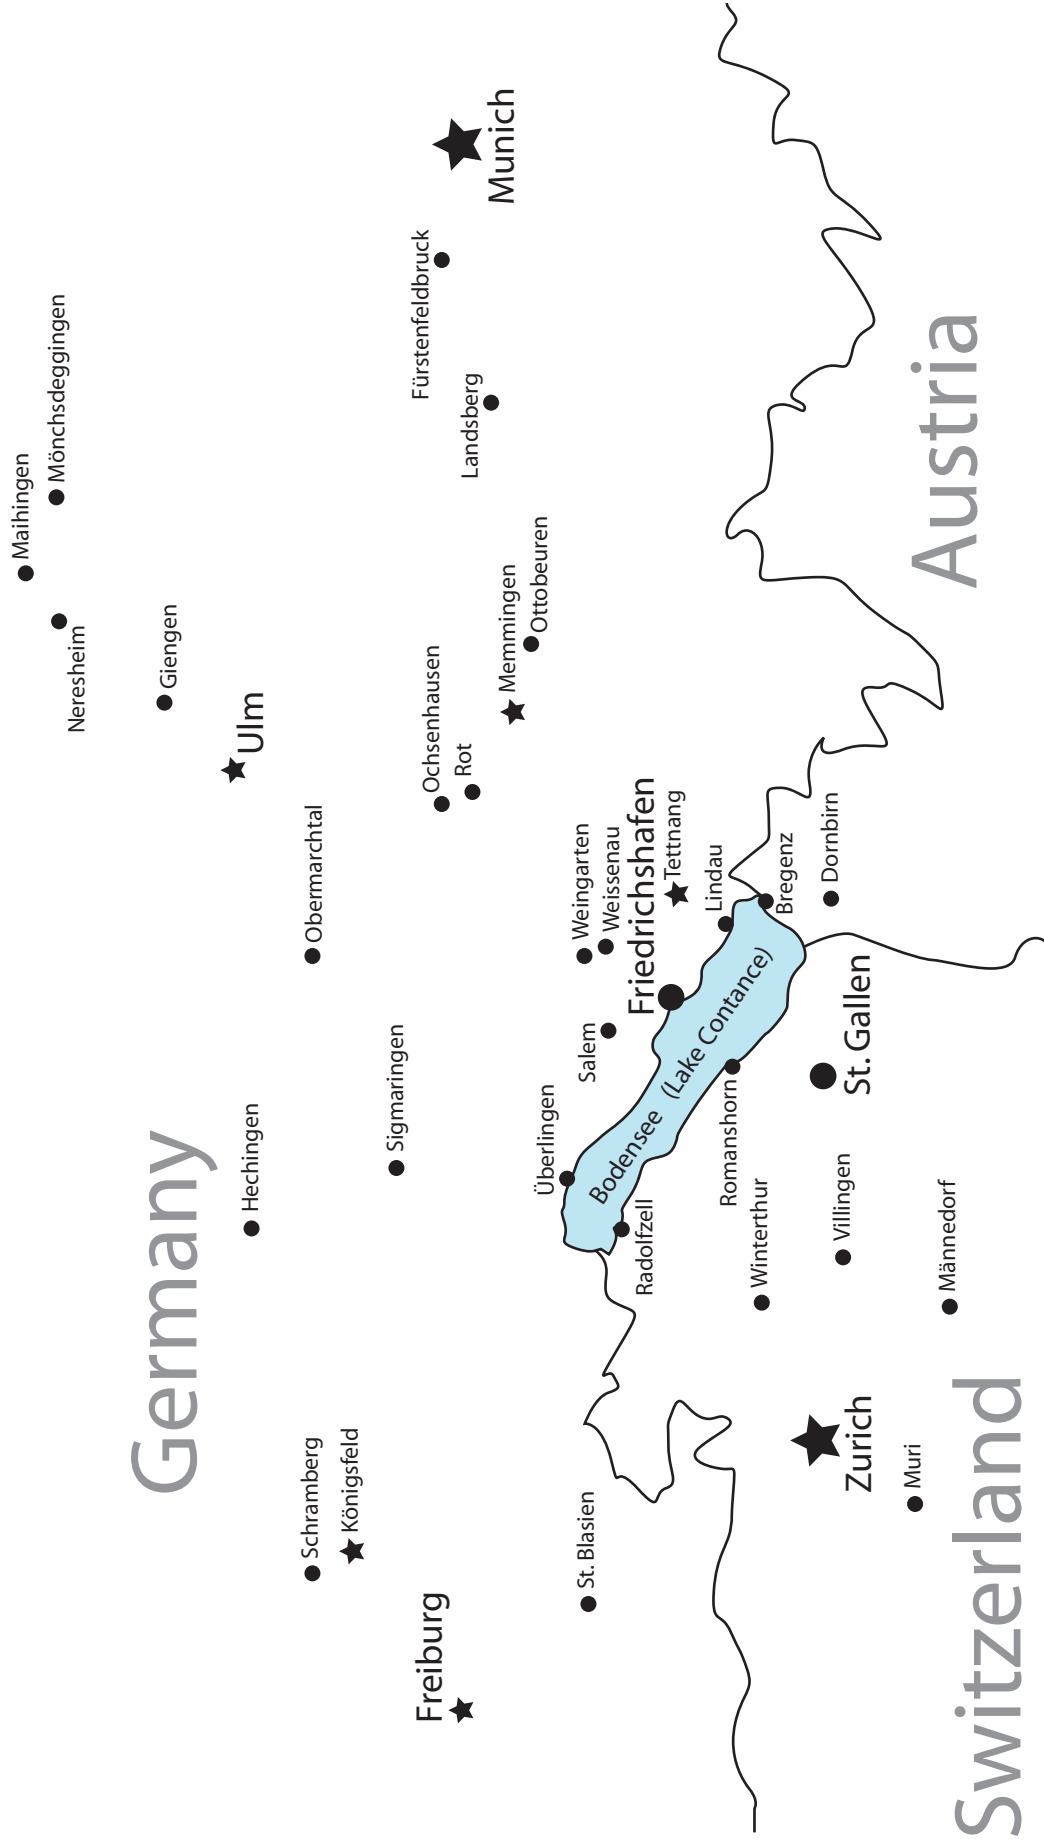 Maihingen
Mönchsdeggingen
Neresheim
Giengen
Ulm
Germany
Hechingen
Obermarchtal
Schramberg
Königsfeld
Sigmaringen
Freiburg
Ochsenhausen
Rot
Fürstenfeldbruck
Munich
Landsberg
Memmingen
Ottobeuren
Überlingen
Weingarten
Weissenau
Salem
Friedrichshafen
Tettnang
St. Blasien
Radolfzell
Bodensee (Lake Contance)
Lindau
Bregenz
Romanshorn
Dornbirn
Winterthur
St. Gallen
Villingen
Zurich
Muri
Männedorf
Austria
Switzerland